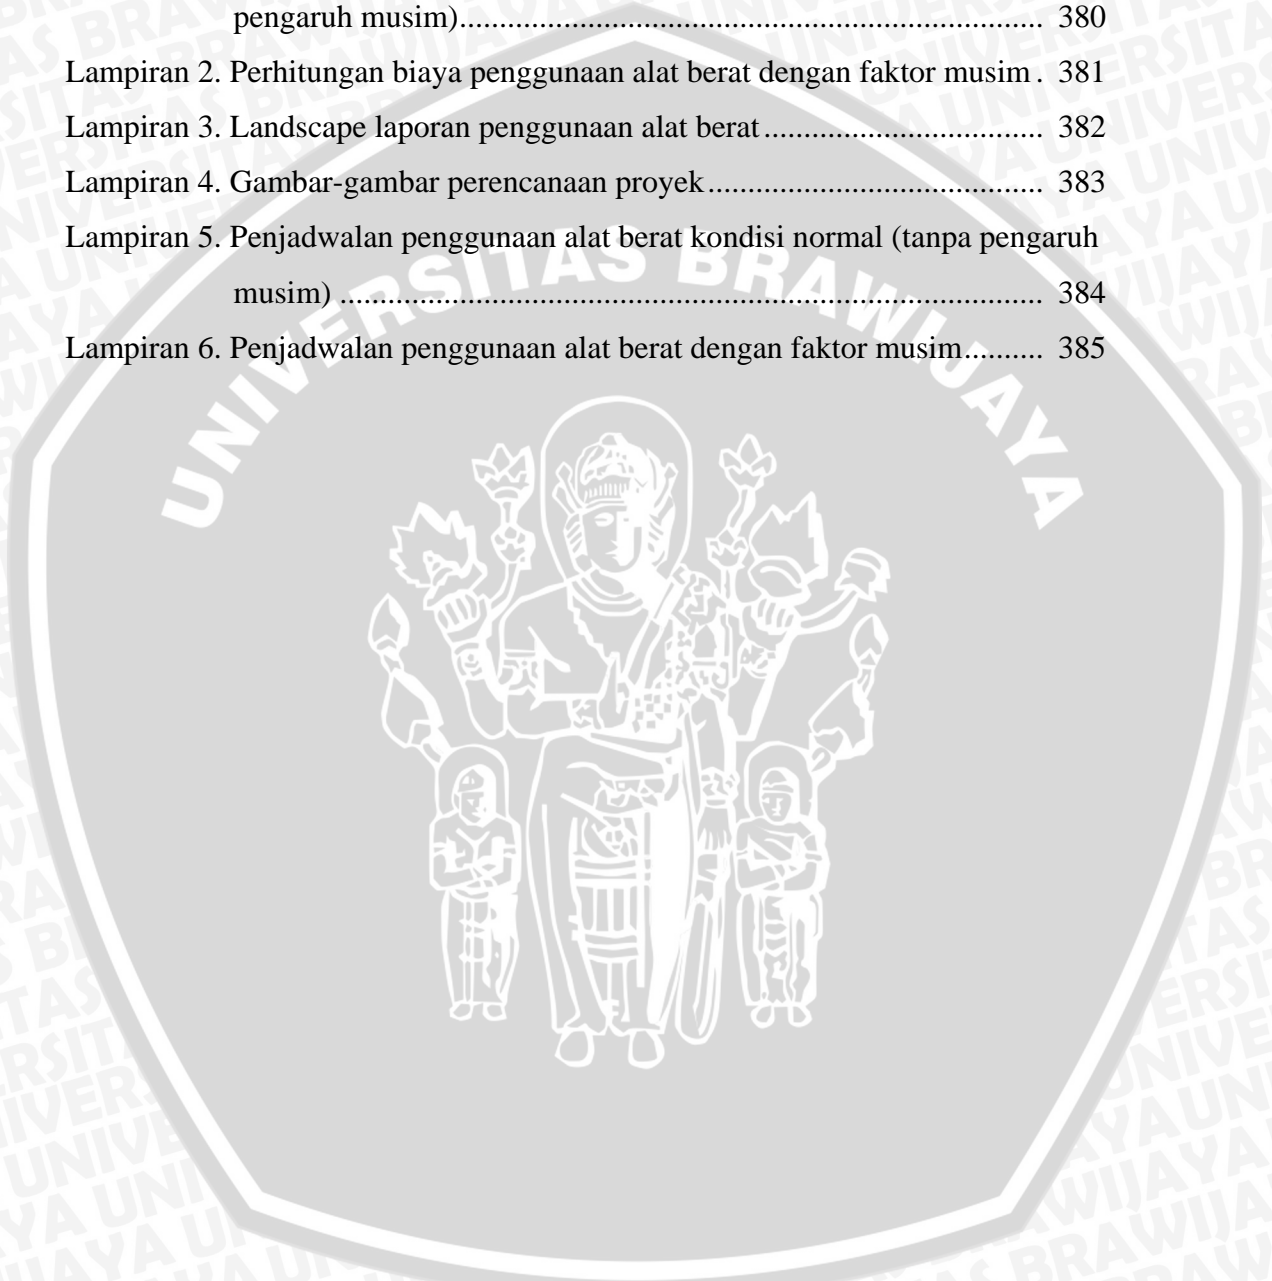 pengaruh musim)......................................................................... 380
Lampiran 2. Perhitungan biaya penggunaan alat berat dengan faktor musim . 381
Lampiran 3. Landscape laporan penggunaan alat berat ................................... 382
Lampiran 4. Gambar-gambar perencanaan proyek.......................................... 383
Lampiran 5. Penjadwalan penggunaan alat berat kondisi normal (tanpa pengaruh
musim) ........................................................................................ 384
Lampiran 6. Penjadwalan penggunaan alat berat dengan faktor musim.......... 385
UNIVERSITAS BRAWIJAYA